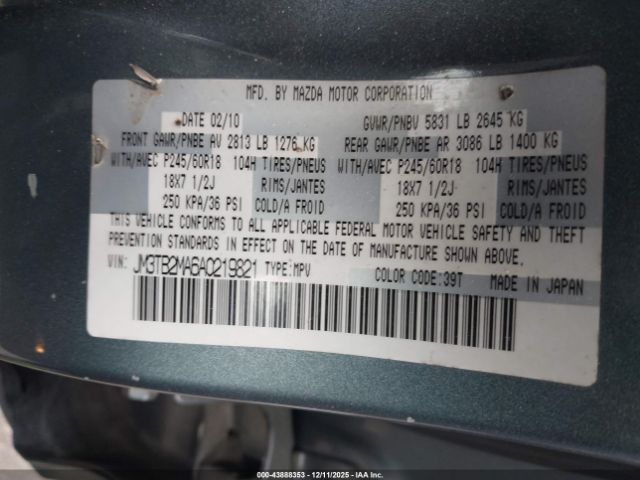 MFD. BY MAZDA MOTOR CORPORATION
DATE 02/10 GVWR/PNBV 5831 LB 2645 KG
FRONT GAWR/PNBE AV 2813 LB 1276 KG REAR GAWR/PNBE AR 3086 LB 1400 KG
WITH/AVEC P245/60R18 104H TIRES/PNEUS WITH/AVEC P245/60R18 104H TIRES/PNEUS
18X7 1/2J RIMS/JANTES 18X7 1/2J RIMS/JANTES
250 KPA/36 PSI COLD/A FROID 250 KPA/36 PSI COLD/A FROID
THIS VEHICLE CONFORMS TO ALL APPLICABLE FEDERAL MOTOR VEHICLE SAFETY AND THEFT
PREVENTION STANDARDS IN EFFECT ON THE DATE OF MANUFACTURE SHOWN ABOVE.
VIN: JM3TB2MA6A0219821 TYPE:MPV COLOR CODE:39T MADE IN JAPAN
000-43888353 - 12/11/2025 - IAAI.COM